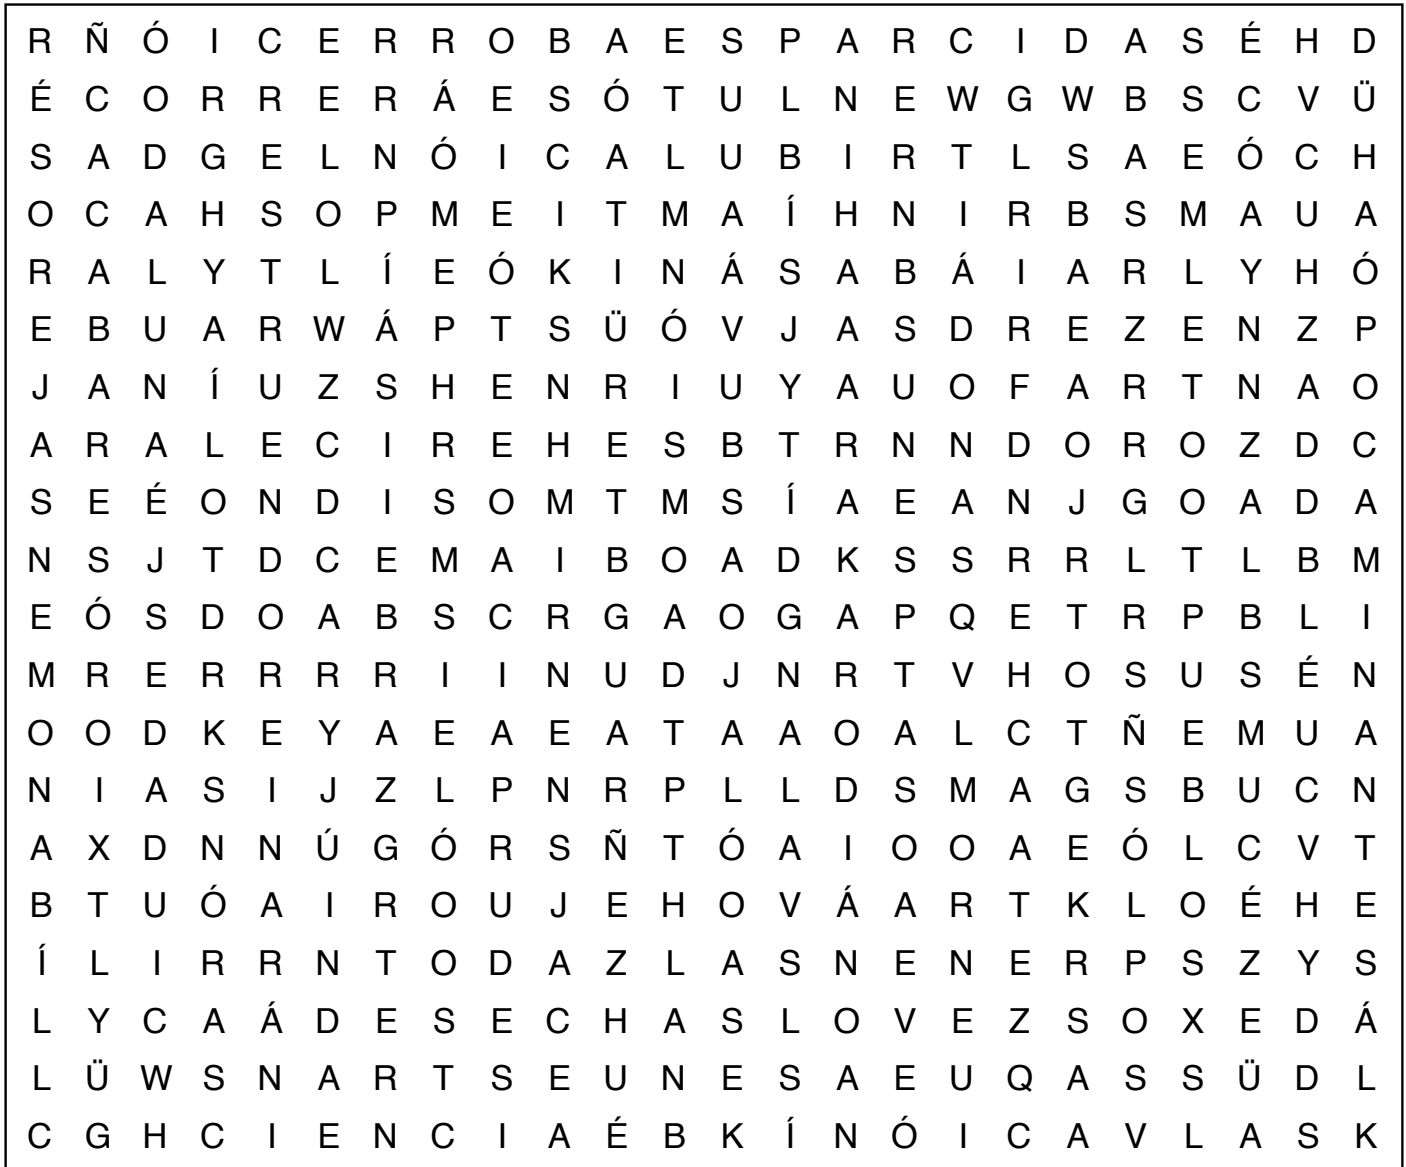 R Ñ Ó I C E R R O B A E S P A R C I D A S É H D
É C O R R E R Á E S Ó T U L N E W G W B S C V Ü
S A D G E L N Ó I C A L U B I R T L S A E Ó C H
O C A H S O P M E I T M A Í H N I R B S M A U A
R A L Y T L Í E Ó K I N Á S A B Á I A R L Y H Ó
E B U A R W Á P T S Ü Ó V J A S D R E Z E N Z P
J A N Í U Z S H E N R I U Y A U O F A R T N A O
A R A L E C I R E H E S B T R N N D O R O Z D C
S E É O N D I S O M T M S Í A E A N J G O A D A
N S J T D C E M A I B O A D K S S R R L T L B M
E Ó S D O A B S C R G A O G A P Q E T R P B L I
M R E R R R R I I N U D J N R T V H O S U S É N
O O D K E Y A E A E A T A A O A L C T Ñ E M U A
N I A S I J Z L P N R P L L D S M A G S B U C N
A X D N N Ú G Ó R S Ñ T Ó A I O O A E Ó L C V T
B T U Ó A I R O U J E H O V Á A R T K L O É H E
Í L I R R N T O D A Z L A S N E N E R P S Z Y S
L Y C A Á D E S E C H A S L O V E Z S O X E D Á
L Ü W S N A R T S E U N E S A E U Q A S S Ü D L
C G H C I E N C I A É B K Í N Ó I C A V L A S K